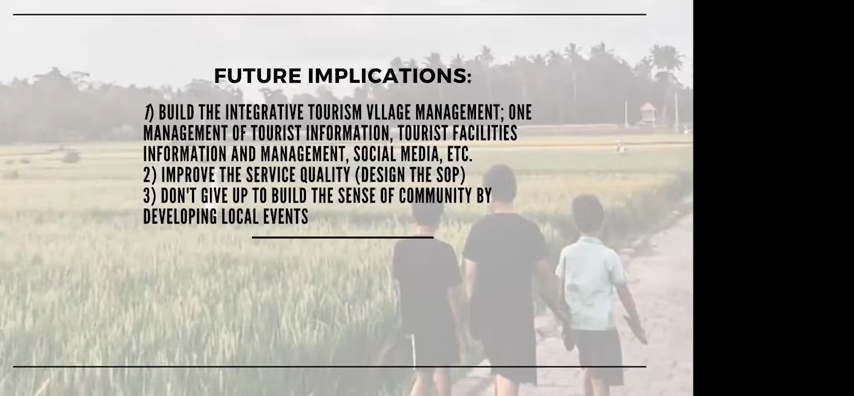 FUTURE IMPLICATIONS:
1) BUILD THE INTEGRATIVE TOURISM VLLAGE MANAGEMENT; ONE
MANAGEMENT OF TOURIST INFORMATION, TOURIST FACILITIES
INFORMATION AND MANAGEMENT, SOCIAL MEDIA, ETC.
2) IMPROVE THE SERVICE QUALITY (DESIGN THE SOP)
3) DON'T GIVE UP TO BUILD THE SENSE OF COMMUNITY BY
DEVELOPING LOCAL EVENTS